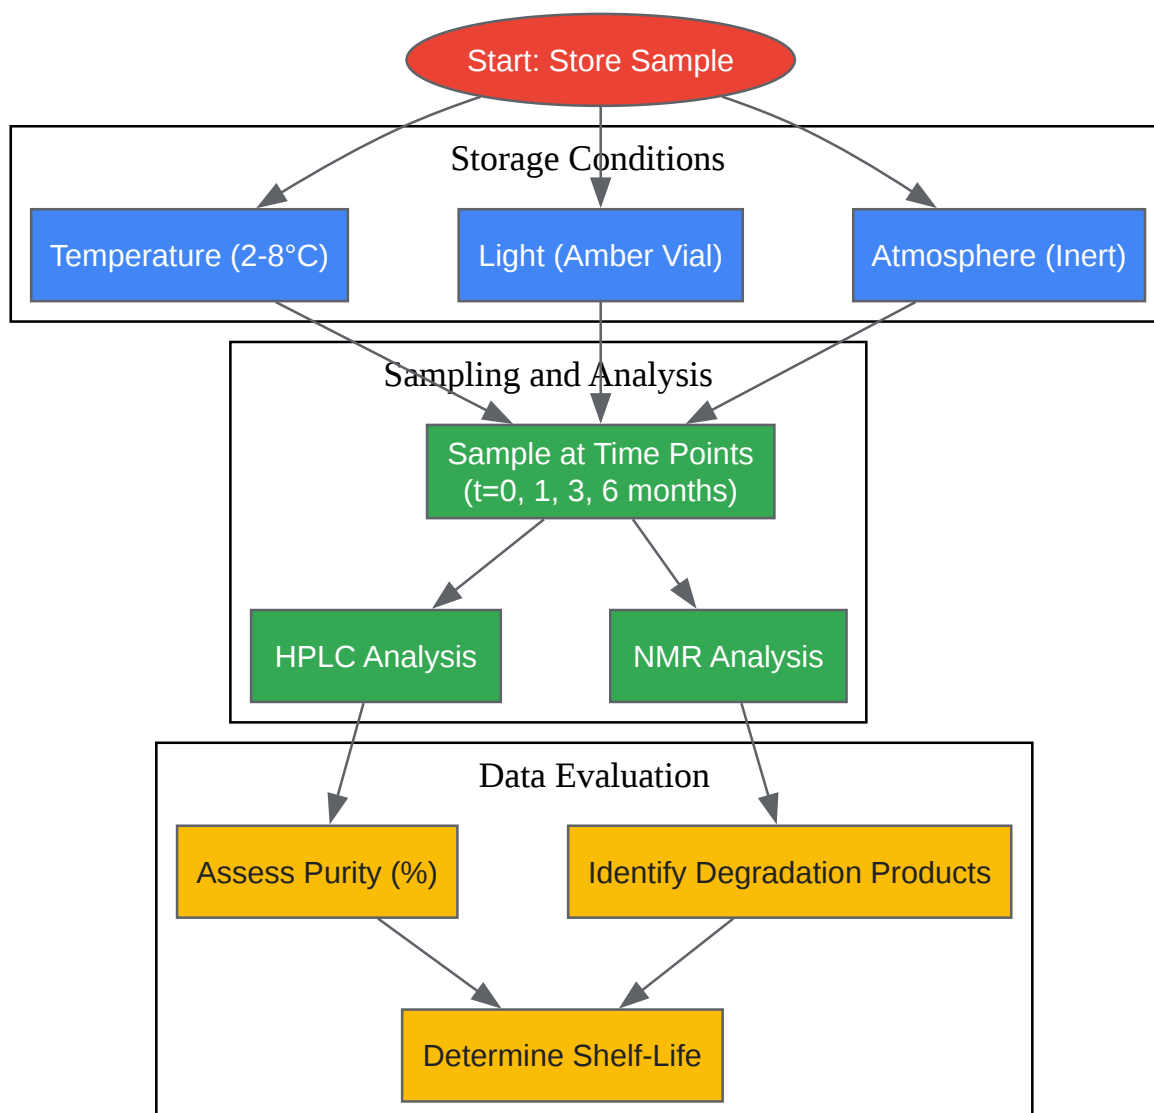 Start: Store Sample
Storage Conditions
Temperature (2-8°C)
Light (Amber Vial)
Atmosphere (Inert)
Sampling and Analysis
Sample at Time Points
(t=0, 1, 3, 6 months)
HPLC Analysis
NMR Analysis
Data Evaluation
Assess Purity (%)
Identify Degradation Products
Determine Shelf-Life